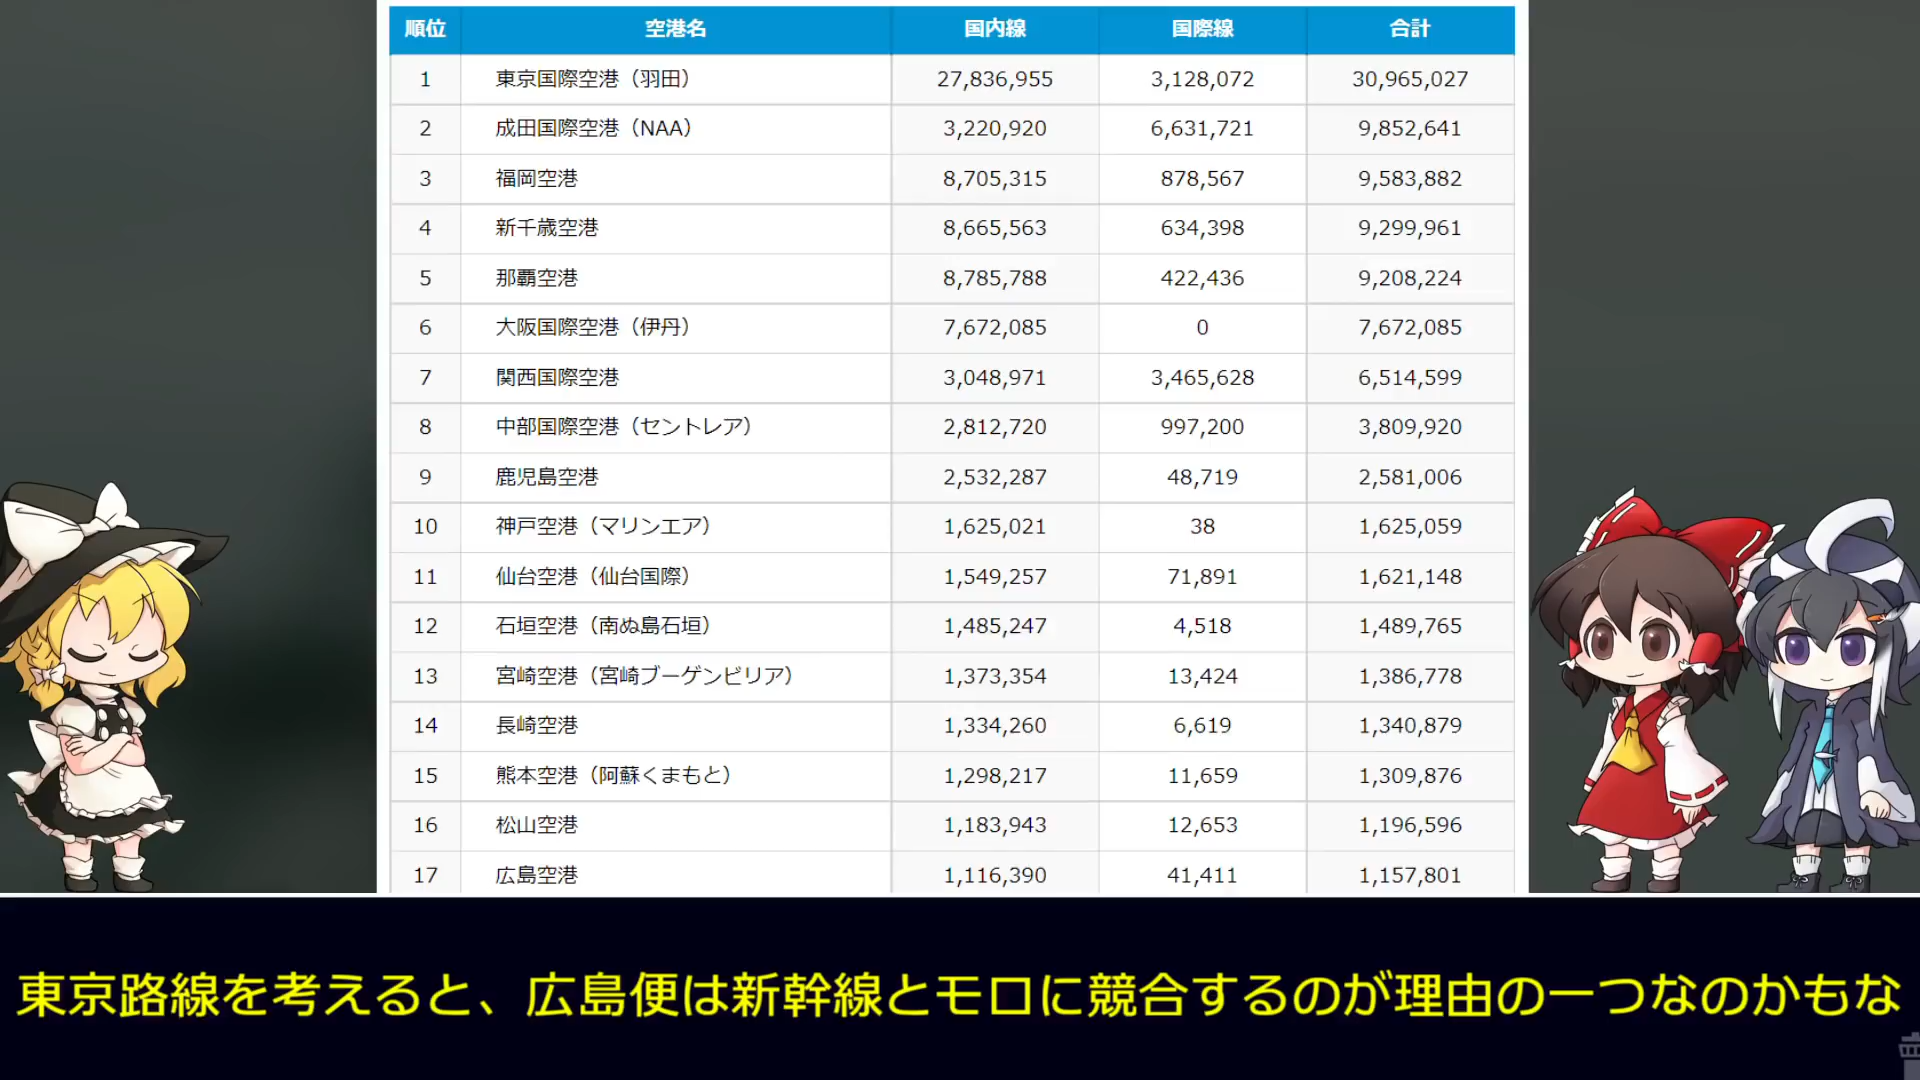 順位 空港名 国内線 国際線 合計
1 東京国際空港（羽田） 27,836,955 3,128,072 30,965,027
2 成田国際空港（NAA） 3,220,920 6,631,721 9,852,641
3 福岡空港 8,705,315 878,567 9,583,882
4 新千歳空港 8,665,563 634,398 9,299,961
5 那覇空港 8,785,788 422,436 9,208,224
6 大阪国際空港（伊丹） 7,672,085 0 7,672,085
7 関西国際空港 3,048,971 3,465,628 6,514,599
8 中部国際空港（セントレア） 2,812,720 997,200 3,809,920
9 鹿児島空港 2,532,287 48,719 2,581,006
10 神戸空港（マリンエア） 1,625,021 38 1,625,059
11 仙台空港（仙台国際） 1,549,257 71,891 1,621,148
12 石垣空港（南ぬ島石垣） 1,485,247 4,518 1,489,765
13 宮崎空港（宮崎ブーゲンビリア） 1,373,354 13,424 1,386,778
14 長崎空港 1,334,260 6,619 1,340,879
15 熊本空港（阿蘇くまもと） 1,298,217 11,659 1,309,876
16 松山空港 1,183,943 12,653 1,196,596
17 広島空港 1,116,390 41,411 1,157,801
東京路線を考えると、広島便は新幹線とモロに競合するのが理由の一つなのかもな